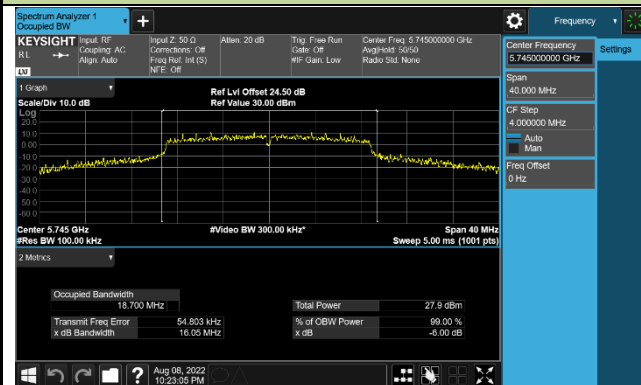 Spectrum Analyzer 1
Occupied BW
Frequency
KEYSIGHT Input: RF Input Z: 50 Ω Atten: 20 dB Trig: Free Run Center Freq: 5.745000000 GHz
RL Coupling: AC Corrections: Off Gate: Off Avg|Hold: 50/50
Align: Auto Freq Ref: Int (S) #IF Gain: Low Radio Std: None
NFE: Off
LXI
Center Frequency
5.745000000 GHz
Settings
Span
40.000 MHz
CF Step
4.000000 MHz
Auto
Man
Freq Offset
0 Hz
1 Graph
Ref Lvl Offset 24.50 dB
Scale/Div 10.0 dB Ref Value 30.00 dBm
Log
20.0
10.0
0.00
-10.0
-20.0
-30.0
-40.0
-50.0
-60.0
Center 5.745 GHz #Video BW 300.00 kHz* Span 40 MHz
#Res BW 100.00 kHz Sweep 5.00 ms (1001 pts)
2 Metrics
Occupied Bandwidth
18.700 MHz Total Power 27.9 dBm
Transmit Freq Error 54.803 kHz % of OBW Power 99.00 %
x dB Bandwidth 16.05 MHz x dB -6.00 dB
Aug 08, 2022
10:23:05 PM